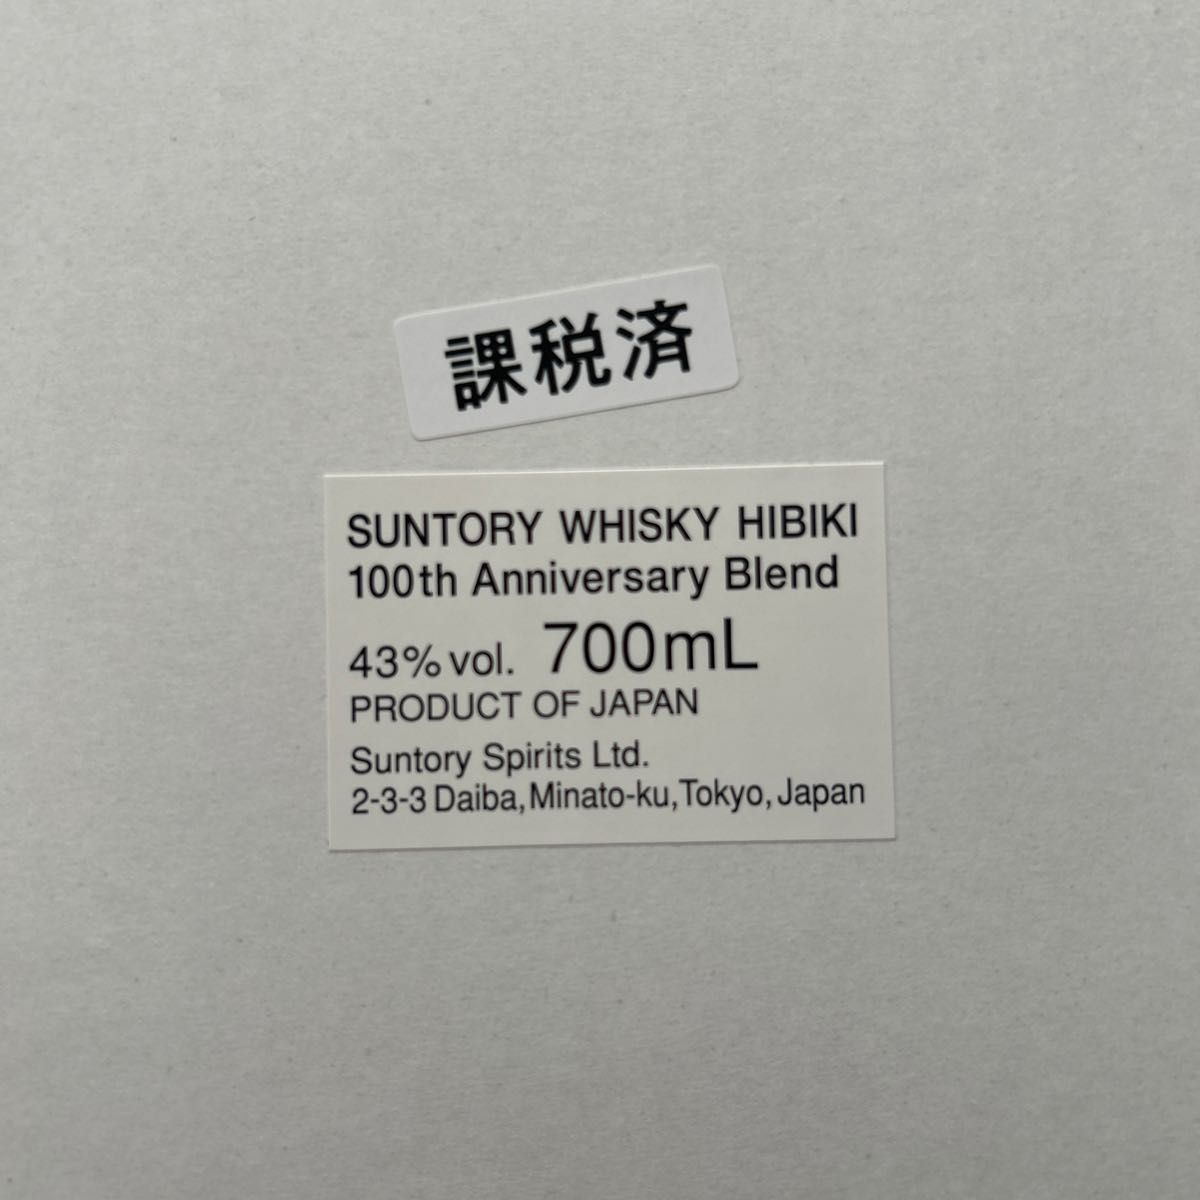 課税済
SUNTORY WHISKY HIBIKI
100th Anniversary Blend
43% vol. 700mL
PRODUCT OF JAPAN
Suntory Spirits Ltd.
2-3-3 Daiba, Minato-ku, Tokyo, Japan